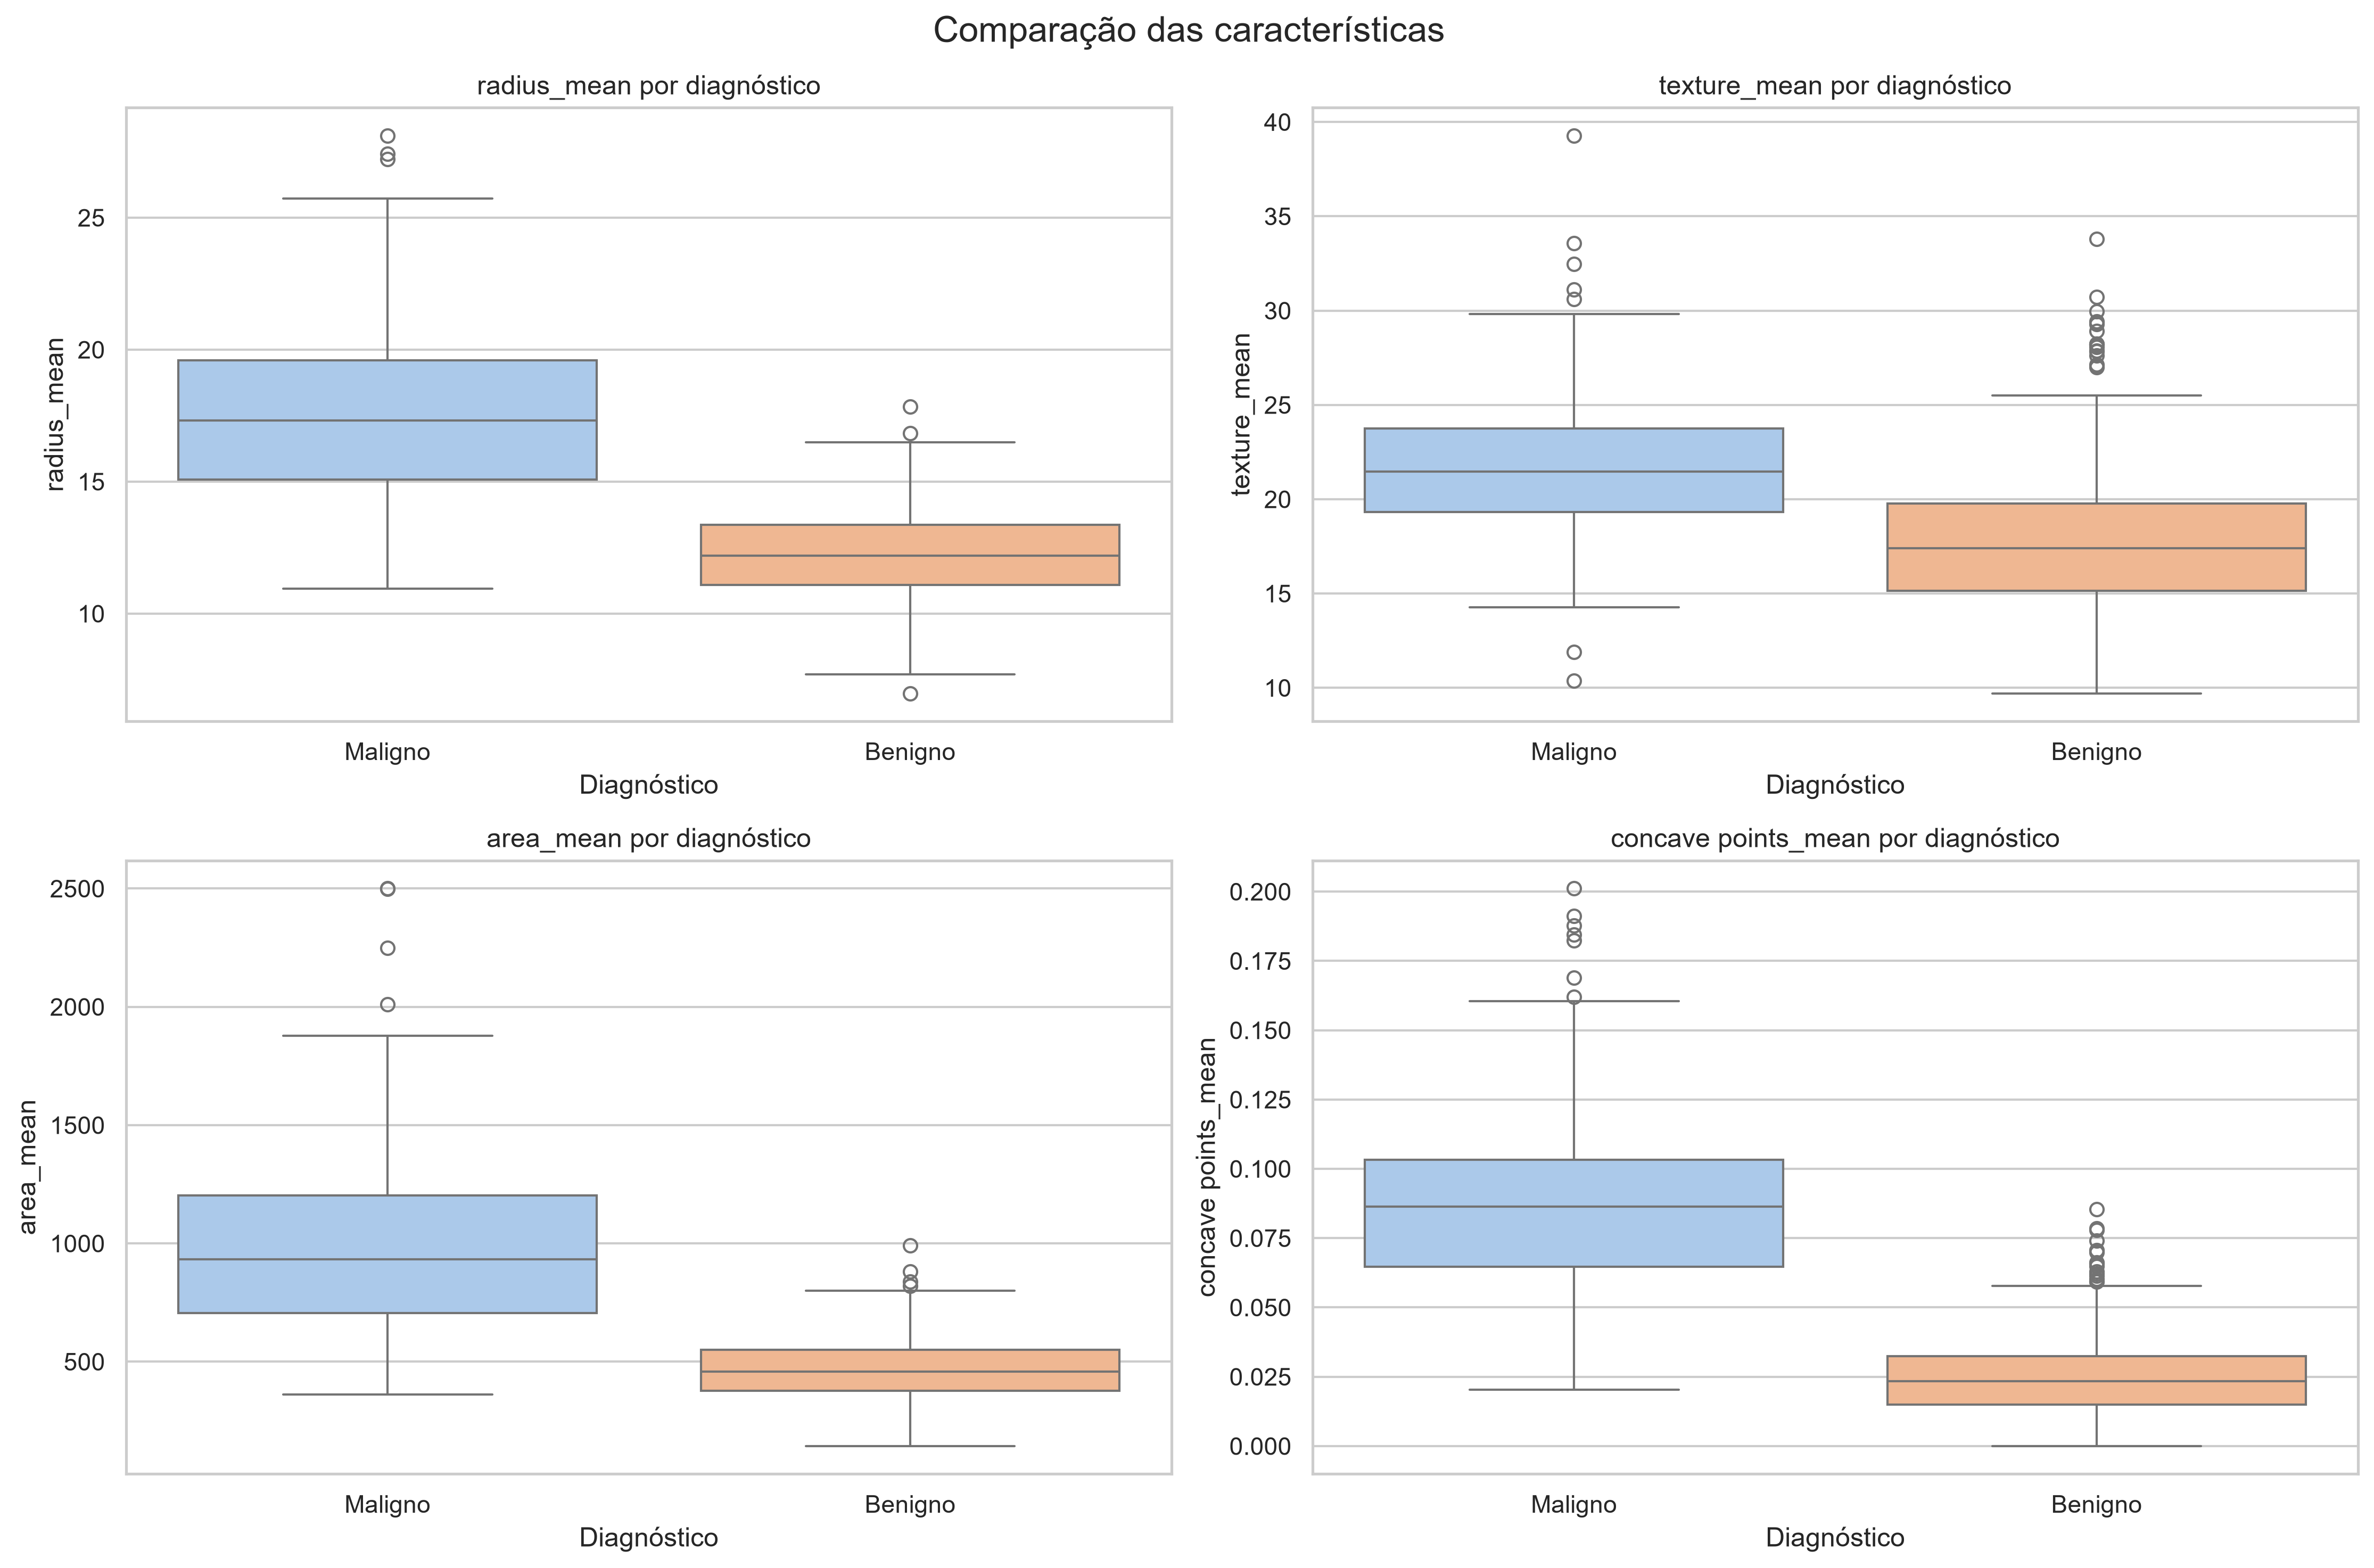 Comparação das características
radius_mean por diagnóstico
radius_mean
25
20
15
10
Maligno
Benigno
Diagnóstico
texture_mean por diagnóstico
texture_mean
40
35
30
25
20
15
10
Maligno
Benigno
Diagnóstico
area_mean por diagnóstico
area_mean
2500
2000
1500
1000
500
Maligno
Benigno
Diagnóstico
concave points_mean por diagnóstico
concave points_mean
0.200
0.175
0.150
0.125
0.100
0.075
0.050
0.025
0.000
Maligno
Benigno
Diagnóstico